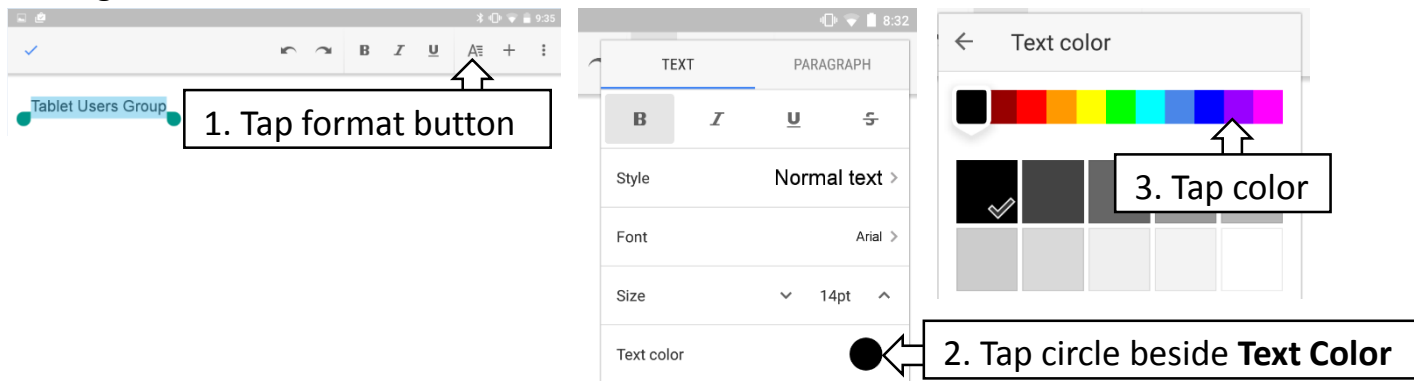 9:35
B I U A
Tablet Users Group
1. Tap format button
8:32
TEXT PARAGRAPH
B I U S
Style Normal text
Font Arial
Size 14pt
Text color
2. Tap circle beside Text Color
Text color
3. Tap color